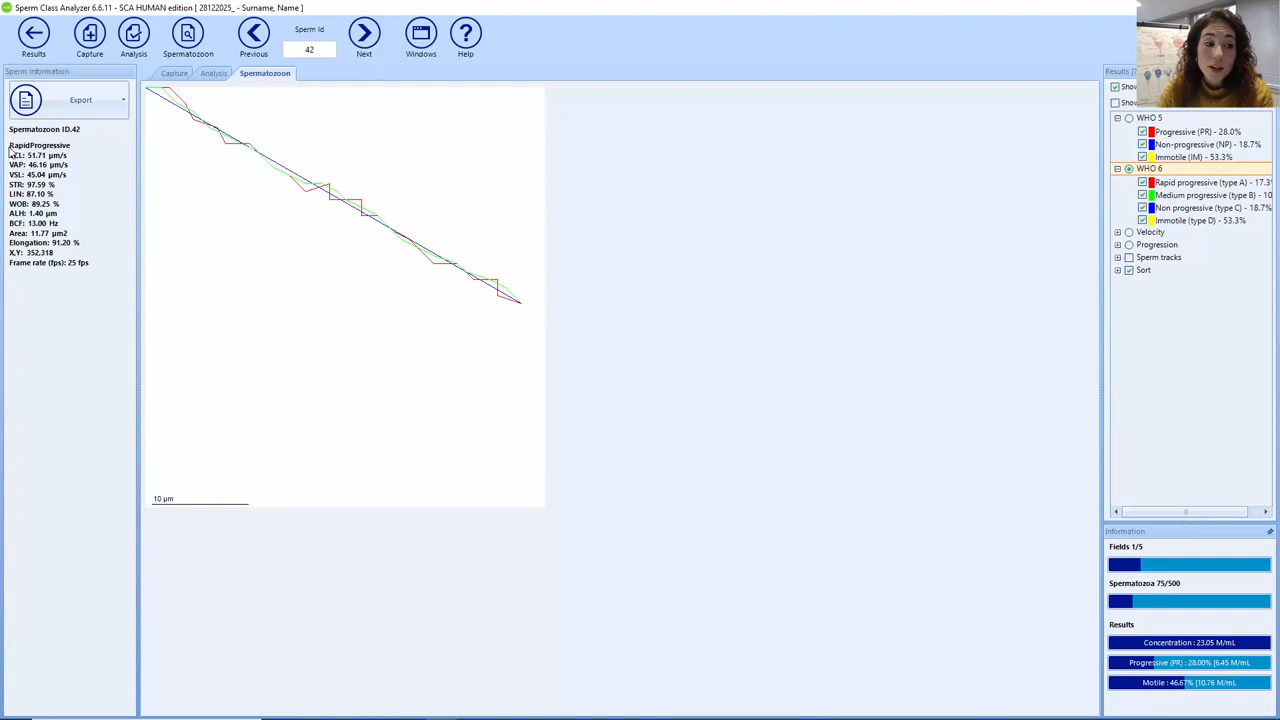 Sperm Class Analyzer 6.6.11 - SCA HUMAN edition [ 28122025_ - Surname, Name ]
Results
Capture
Analysis
Spermatozoon
Previous
Sperm Id
42
Next
Windows
Help
Sperm Information
Capture
Analysis
Spermatozoon
Export
Spermatozoon ID.42
RapidProgressive
CL: 51.71 µm/s
VAP: 46.16 µm/s
VSL: 45.04 µm/s
STR: 97.59 %
LIN: 87.10 %
WOB: 89.25 %
ALH: 1.40 µm
BCF: 13.00 Hz
Area: 11.77 µm2
Elongation: 91.20 %
X,Y: 352,318
Frame rate (fps): 25 fps
10 µm
Results [7
Show
Show
WHO 5
Progressive (PR) - 28.0%
Non-progressive (NP) - 18.7%
Immotile (IM) - 53.3%
WHO 6
Rapid progressive (type A) - 17.3
Medium progressive (type B) - 10
Non progressive (type C) - 18.7%
Immotile (type D) - 53.3%
Velocity
Progression
Sperm tracks
Sort
Information
Fields 1/5
Spermatozoa 75/500
Results
Concentration : 23.05 M/mL
Progressive (PR) : 28.00% [6.45 M/mL
Motile : 46.67% [10.76 M/mL